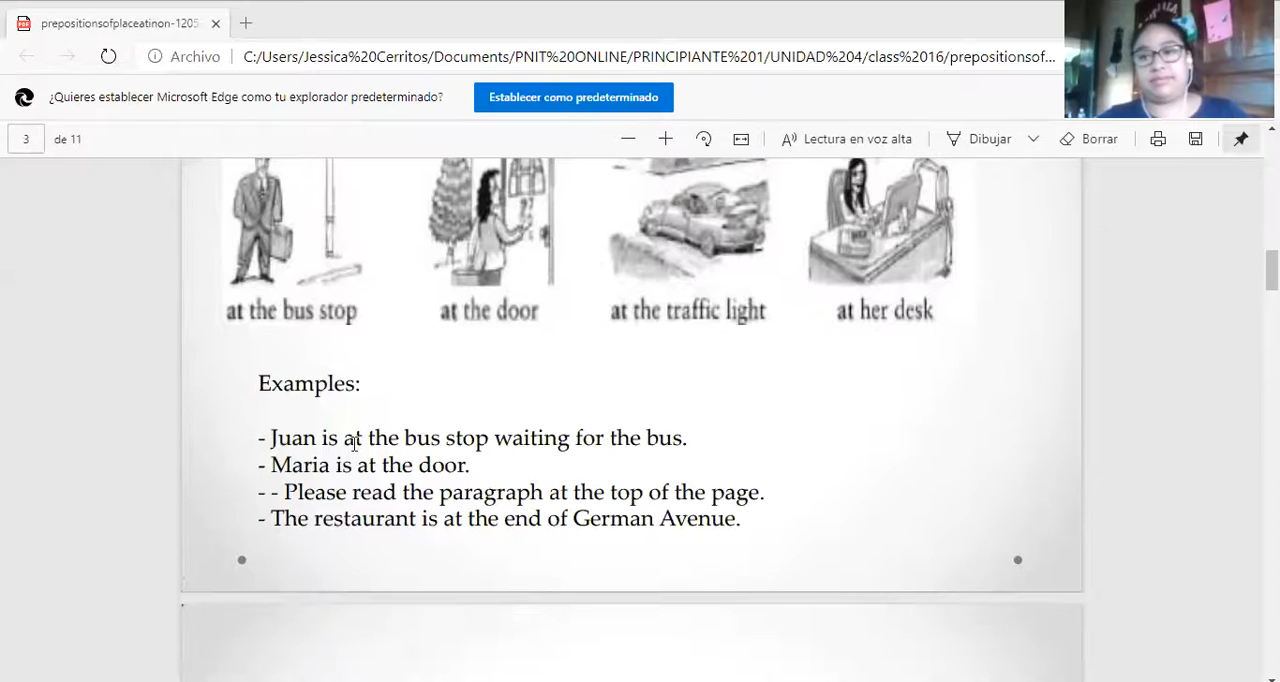 prepositionsofplaceatinon-1205
Archivo C:/Users/Jessica%20Cerritos/Documents/PNIT%20ONLINE/PRINCIPIANTE%201/UNIDAD%204/class%2016/prepositionsof...
¿Quieres establecer Microsoft Edge como tu explorador predeterminado? Establecer como predeterminado
3 de 11 Lectura en voz alta Dibujar Borrar
at the bus stop at the door at the traffic light at her desk
Examples:
- Juan is at the bus stop waiting for the bus.
- Maria is at the door.
- - Please read the paragraph at the top of the page.
- The restaurant is at the end of German Avenue.